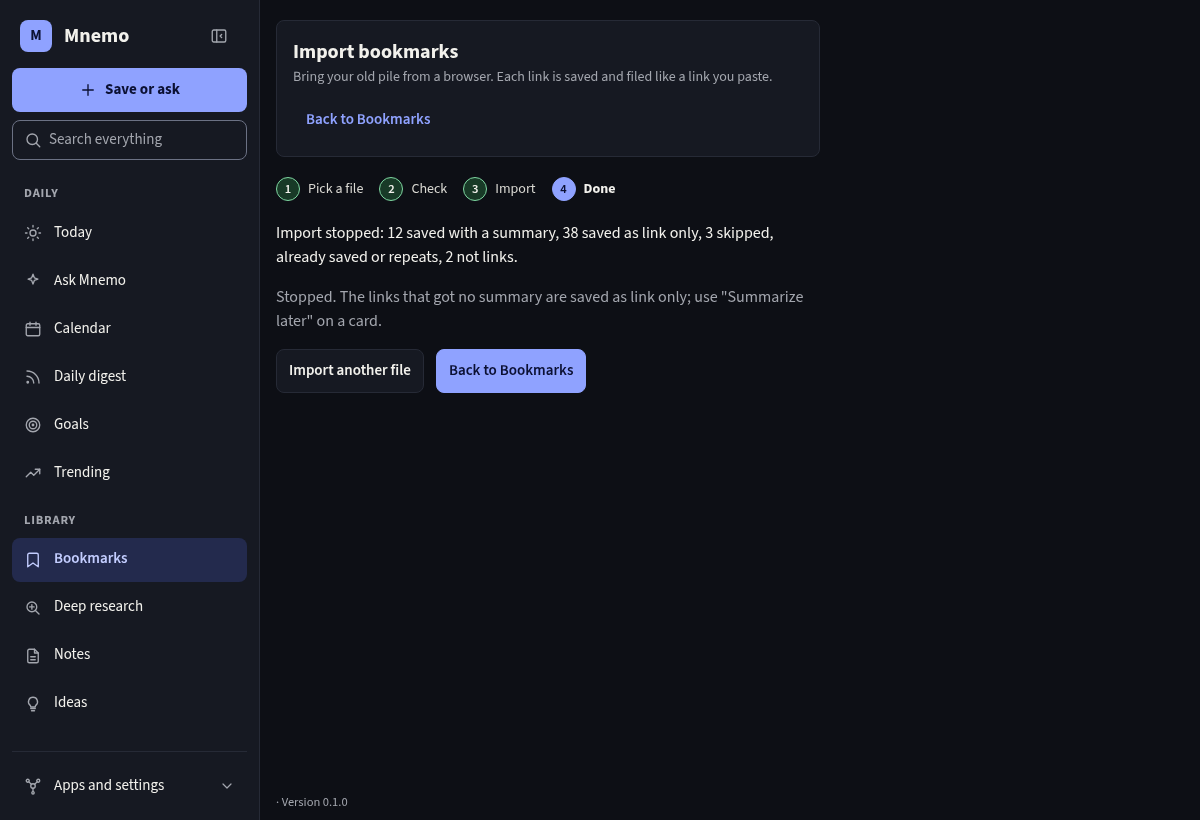 M
Mnemo
Save or ask
Search everything
DAILY
Today
Ask Mnemo
Calendar
Daily digest
Goals
Trending
LIBRARY
Bookmarks
Deep research
Notes
Ideas
Apps and settings
Import bookmarks
Bring your old pile from a browser. Each link is saved and filed like a link you paste.
Back to Bookmarks
1 Pick a file 2 Check 3 Import 4 Done
Import stopped: 12 saved with a summary, 38 saved as link only, 3 skipped,
already saved or repeats, 2 not links.
Stopped. The links that got no summary are saved as link only; use "Summarize
later" on a card.
Import another file
Back to Bookmarks
· Version 0.1.0